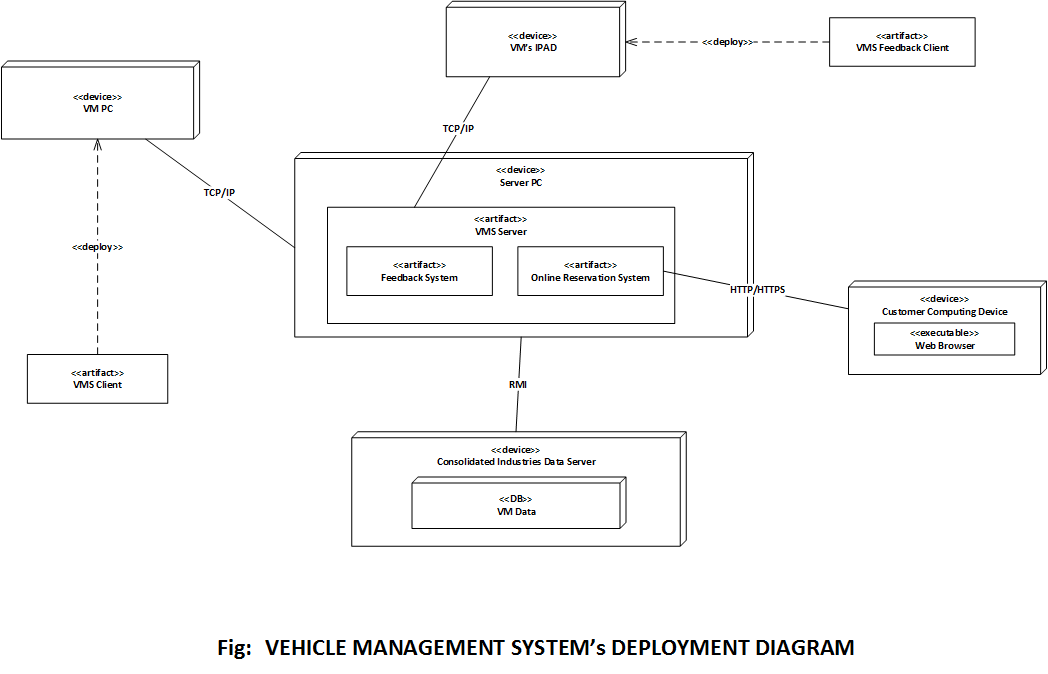 <<device>>
VM's IPAD
<<deploy>>
<<artifact>>
VMS Feedback Client
<<device>>
VM PC
TCP/IP
TCP/IP
<<deploy>>
<<device>>
Server PC
<<artifact>>
VMS Server
<<artifact>>
Feedback System
<<artifact>>
Online Reservation System
HTTP/HTTPS
<<device>>
Customer Computing Device
<<executable>>
Web Browser
<<artifact>>
VMS Client
RMI
<<device>>
Consolidated Industries Data Server
<<DB>>
VM Data
Fig: VEHICLE MANAGEMENT SYSTEM's DEPLOYMENT DIAGRAM